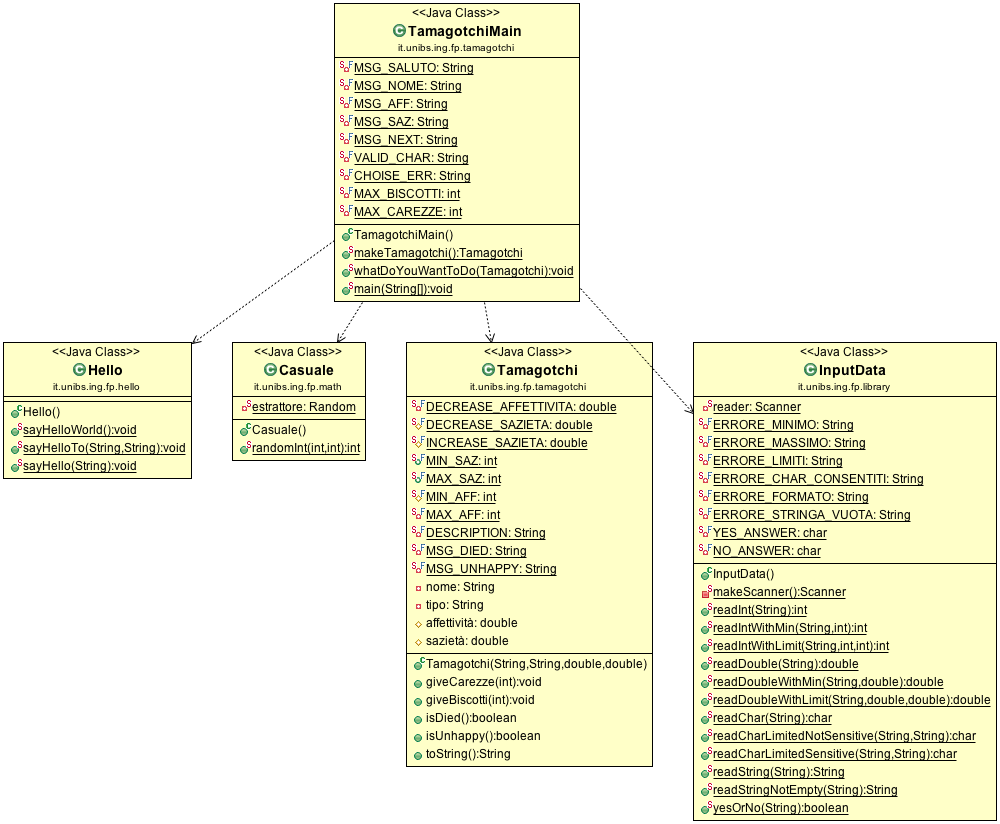 <<Java Class>>
TamagotchiMain
it.unibs.ing.fp.tamagotchi
MSG_SALUTO: String
MSG_NOME: String
MSG_AFF: String
MSG_SAZ: String
MSG_NEXT: String
VALID_CHAR: String
CHOISE_ERR: String
MAX_BISCOTTI: int
MAX_CAREZZE: int
TamagotchiMain()
makeTamagotchi():Tamagotchi
whatDoYouWantToDo(Tamagotchi):void
main(String[]):void
<<Java Class>>
Hello
it.unibs.ing.fp.hello
Hello()
sayHelloWorld():void
sayHelloTo(String,String):void
sayHello(String):void
<<Java Class>>
Casuale
it.unibs.ing.fp.math
estrattore: Random
Casuale()
randomInt(int,int):int
<<Java Class>>
Tamagotchi
it.unibs.ing.fp.tamagotchi
DECREASE_AFFETTIVITA: double
DECREASE_SAZIETA: double
INCREASE_SAZIETA: double
MIN_SAZ: int
MAX_SAZ: int
MIN_AFF: int
MAX_AFF: int
DESCRIPTION: String
MSG_DIED: String
MSG_UNHAPPY: String
nome: String
tipo: String
affettività: double
sazietà: double
Tamagotchi(String,String,double,double)
giveCarezze(int):void
giveBiscotti(int):void
isDied():boolean
isUnhappy():boolean
toString():String
<<Java Class>>
InputData
it.unibs.ing.fp.library
reader: Scanner
ERRORE_MINIMO: String
ERRORE_MASSIMO: String
ERRORE_LIMITI: String
ERRORE_CHAR_CONSENTITI: String
ERRORE_FORMATO: String
ERRORE_STRINGA_VUOTA: String
YES_ANSWER: char
NO_ANSWER: char
InputData()
makeScanner():Scanner
readInt(String):int
readIntWithMin(String,int):int
readIntWithLimit(String,int,int):int
readDouble(String):double
readDoubleWithMin(String,double):double
readDoubleWithLimit(String,double,double):double
readChar(String):char
readCharLimitedNotSensitive(String,String):char
readCharLimitedSensitive(String,String):char
readString(String):String
readStringNotEmpty(String):String
yesOrNo(String):boolean